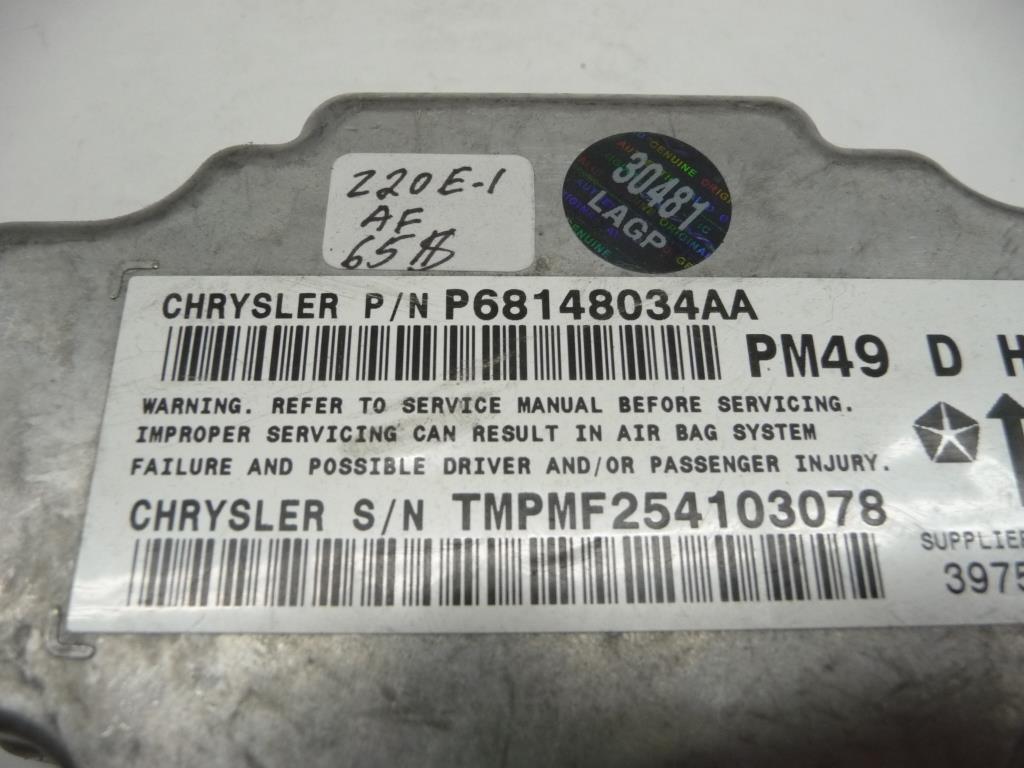 Z20E-1
AF
65
30481
LAGP
CHRYSLER P/N P68148034AA
PM49 D H
WARNING. REFER TO SERVICE MANUAL BEFORE SERVICING.
IMPROPER SERVICING CAN RESULT IN AIR BAG SYSTEM
FAILURE AND POSSIBLE DRIVER AND/OR PASSENGER INJURY.
CHRYSLER S/N TMPMF254103078
SUPPLIER
3975